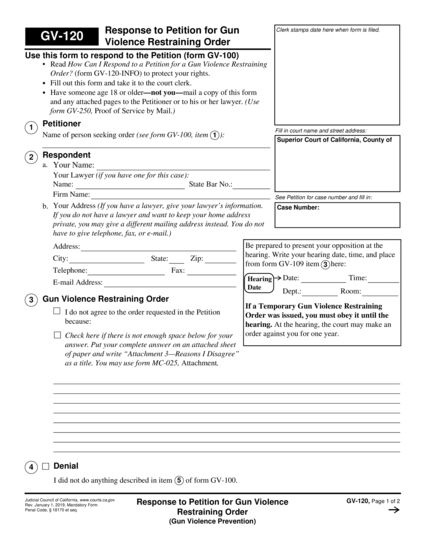 GV-120
Response to Petition for Gun
Violence Restraining Order
Clerk stamps date here when form is filed.
Use this form to respond to the Petition (form GV-100)
• Read How Can I Respond to a Petition for a Gun Violence Restraining
Order? (form GV-120-INFO) to protect your rights.
• Fill out this form and take it to the court clerk.
• Have someone age 18 or older—not you—mail a copy of this form
and any attached pages to the Petitioner or to his or her lawyer. (Use
form GV-250, Proof of Service by Mail.)
1 Petitioner
Name of person seeking order (see form GV-100, item 1):
Fill in court name and street address:
Superior Court of California, County of
2 Respondent
a. Your Name:
Your Lawyer (if you have one for this case):
Name: State Bar No.:
Firm Name:
See Petition for case number and fill in:
Case Number:
b. Your Address (If you have a lawyer, give your lawyer's information.
If you do not have a lawyer and want to keep your home address
private, you may give a different mailing address instead. You do not
have to give telephone, fax, or e-mail.)
Address:
City: State: Zip:
Telephone: Fax:
E-mail Address:
Be prepared to present your opposition at the
hearing. Write your hearing date, time, and place
from form GV-109 item 3 here:
Hearing → Date: Time:
Date
Dept.: Room:
If a Temporary Gun Violence Restraining
Order was issued, you must obey it until the
hearing. At the hearing, the court may make an
order against you for one year.
3 Gun Violence Restraining Order
☐ I do not agree to the order requested in the Petition
because:
☐ Check here if there is not enough space below for your
answer. Put your complete answer on an attached sheet
of paper and write "Attachment 3—Reasons I Disagree"
as a title. You may use form MC-025, Attachment.
4 ☐ Denial
I did not do anything described in item 5 of form GV-100.
Judicial Council of California, www.courts.ca.gov
Rev. January 1, 2019, Mandatory Form
Penal Code, § 18170 et seq.
Response to Petition for Gun Violence
Restraining Order
(Gun Violence Prevention)
GV-120, Page 1 of 2
→